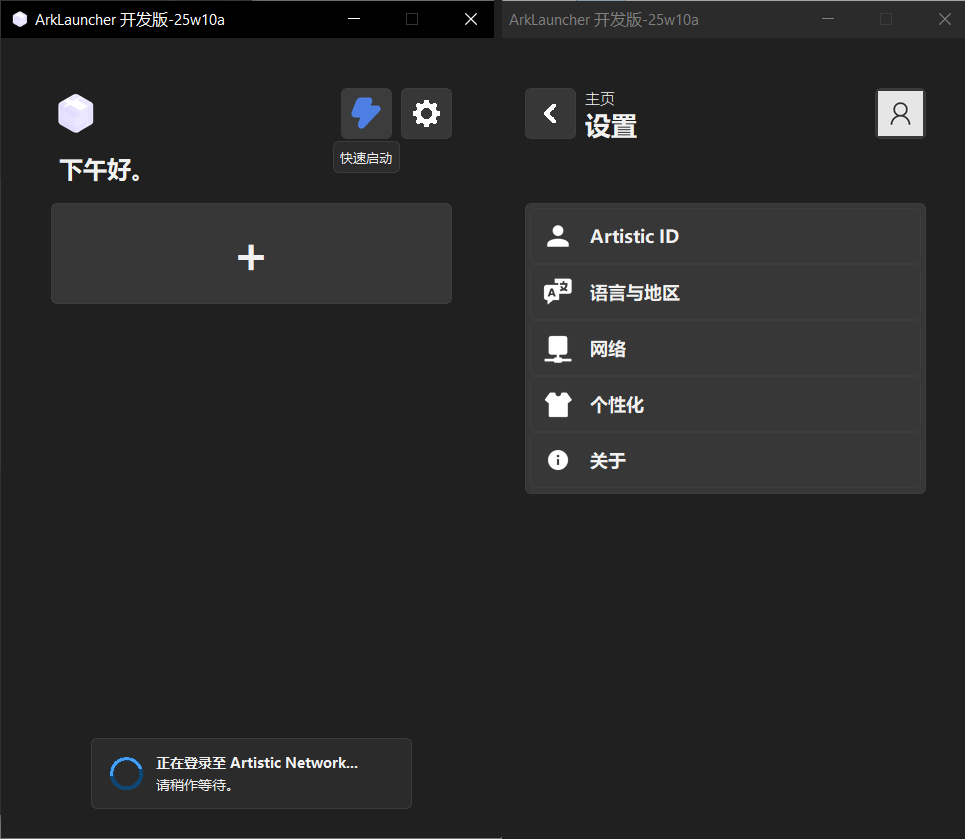 ArkLauncher 开发版-25w10a
快速启动
下午好。
正在登录至 Artistic Network...
请稍作等待。
ArkLauncher 开发版-25w10a
主页
设置
Artistic ID
语言与地区
网络
个性化
关于